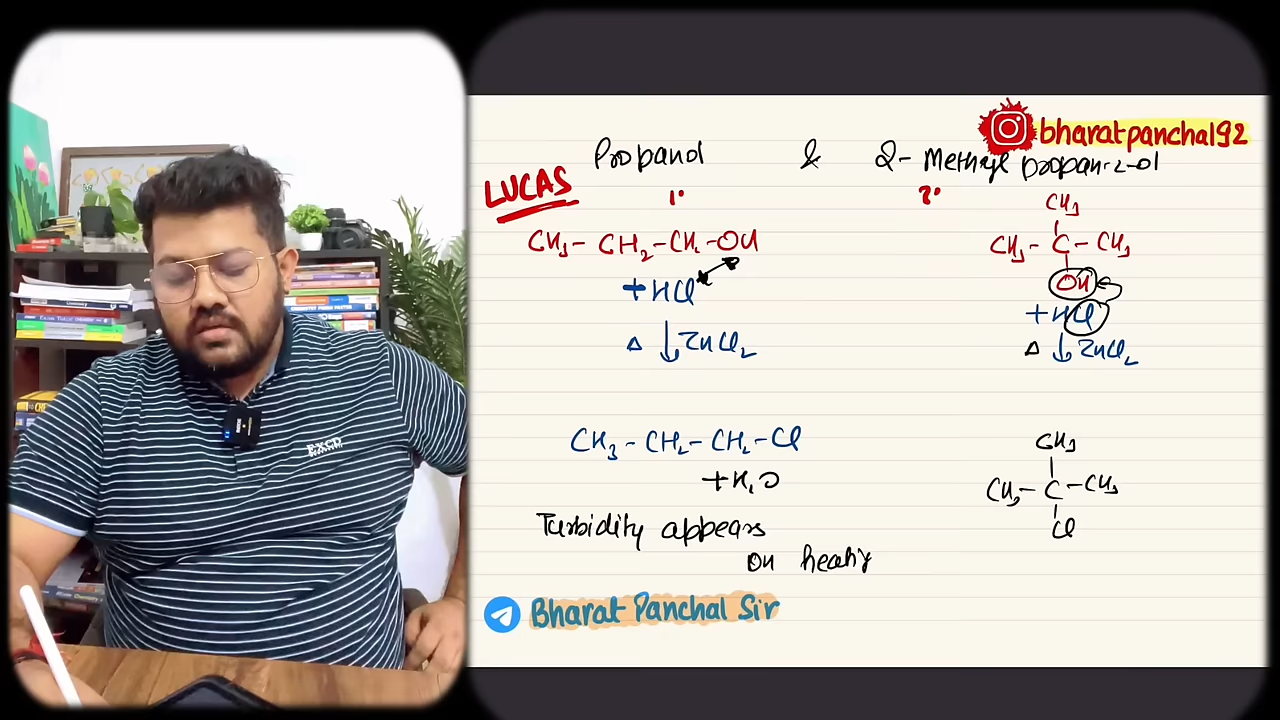 bharatpanchal92
Propanol & 2- Methyl propan-2-ol
LUCAS
1° 3°
CH3- CH2-CH2-OH
CH3
CH3- C -CH3
OH
+HCl
+HCl
Δ ↓ZnCl2
Δ ↓ZnCl2
CH3 - CH2- CH2-Cl
+H2O
CH3
CH3- C -CH3
Cl
Turbidity appears
on heatig
Bharat Panchal Sir